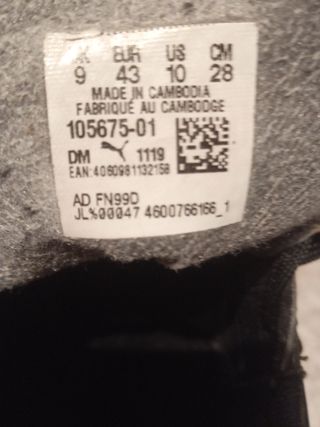 UK EUR US CM
9 43 10 28
MADE IN CAMBODIA
FABRIQUÉ AU CAMBODGE
105675-01
DM 1119
EAN:4060981132158
AD FN99D
JL%00047 4600766166_1